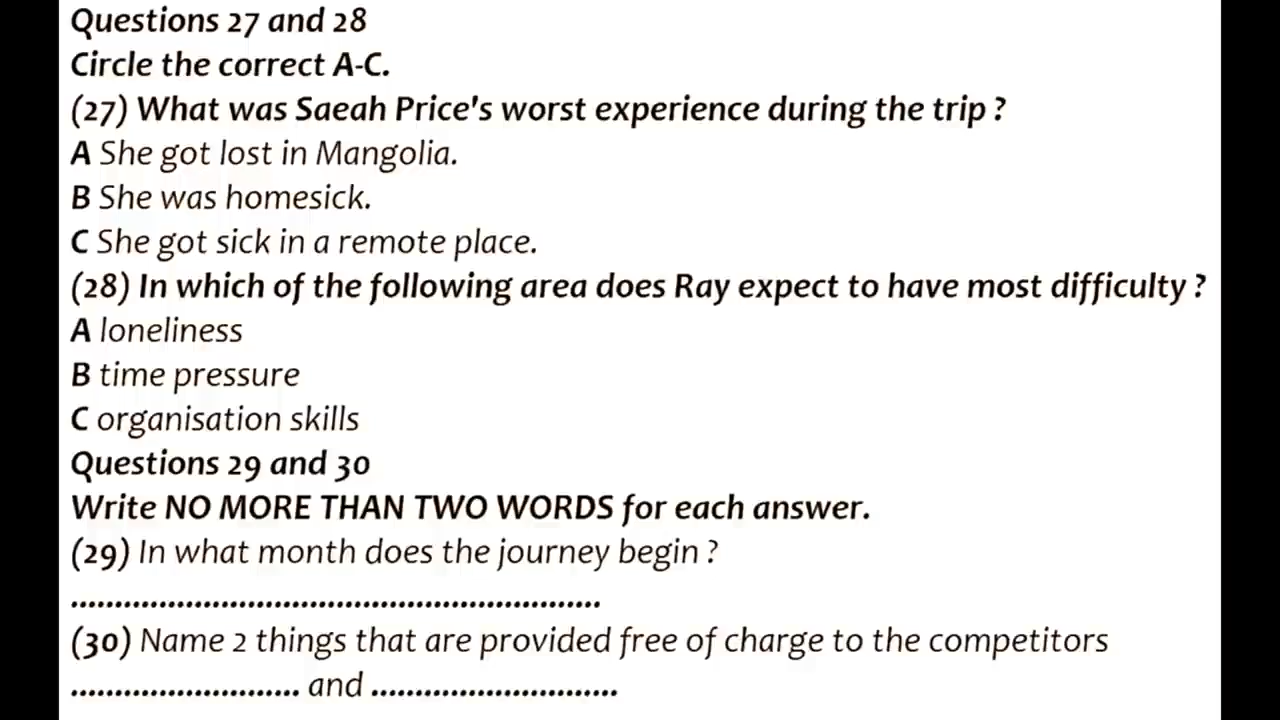 Questions 27 and 28
Circle the correct A-C.
(27) What was Saeah Price's worst experience during the trip ?
A She got lost in Mangolia.
B She was homesick.
C She got sick in a remote place.
(28) In which of the following area does Ray expect to have most difficulty ?
A loneliness
B time pressure
C organisation skills
Questions 29 and 30
Write NO MORE THAN TWO WORDS for each answer.
(29) In what month does the journey begin ?
............................................................
(30) Name 2 things that are provided free of charge to the competitors
.......................... and ............................